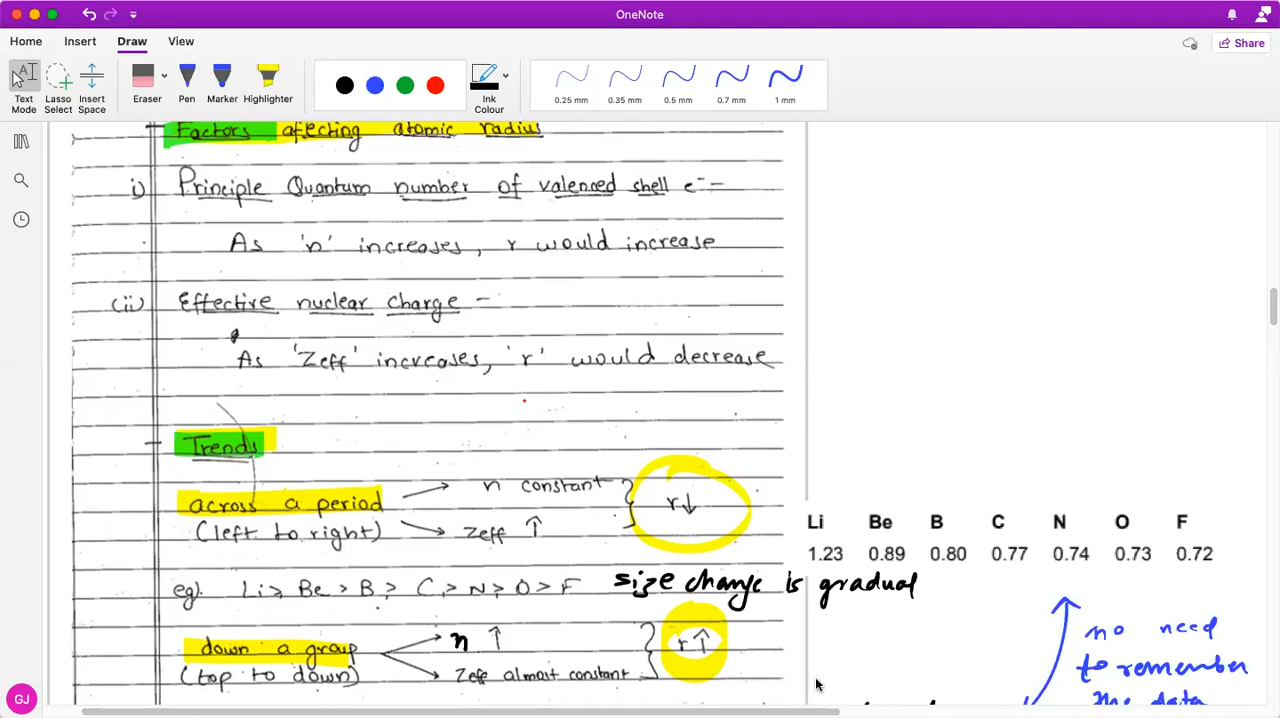 OneNote
Home Insert Draw View
Share
Text Mode
Lasso Select
Insert Space
Eraser
Pen
Marker
Highlighter
Ink Colour
0.25 mm 0.35 mm 0.5 mm 0.7 mm 1 mm
Factors afecting atomic radius
i) Principle Quantum number of valenced shell e⁻ –
As 'n' increases, r would increase
(ii) Effective nuclear charge –
As 'Zeff' increases, 'r' would decrease
Trends
across a period → n constant } r↓
(left to right) → Zeff ↑
Li Be B C N O F
1.23 0.89 0.80 0.77 0.74 0.73 0.72
eg. Li > Be > B > C > N > O > F size change is gradual
down a group n ↑ } r↑
(top to down) Zeff almost constant
no need
to remember
the data
GJ